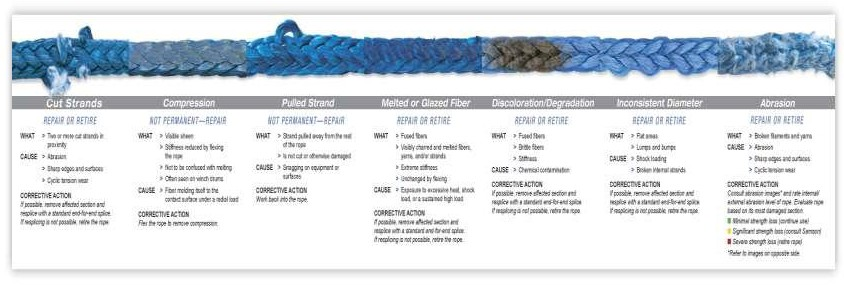 Cut Strands
REPAIR OR RETIRE
WHAT > Two or more cut strands in
proximity
CAUSE > Abrasion
> Sharp edges and surfaces
> Cyclic tension wear
CORRECTIVE ACTION
If possible, remove affected section and
resplice with a standard end-for-end splice.
If resplicing is not possible, retire the rope.
Compression
NOT PERMANENT—REPAIR
WHAT > Visible sheen
> Stiffness reduced by flexing
the rope
> Not to be confused with melting
> Often seen on winch drums
CAUSE > Fiber molding itself to the
contact surface under a radial load
CORRECTIVE ACTION
Flex the rope to remove compression.
Pulled Strand
NOT PERMANENT—REPAIR
WHAT > Strand pulled away from the rest
of the rope
> Is not cut or otherwise damaged
CAUSE > Snagging on equipment or
surfaces
CORRECTIVE ACTION
Work back into the rope.
Melted or Glazed Fiber
REPAIR OR RETIRE
WHAT > Fused fibers
> Visibly charred and melted fibers,
yarns, and/or strands
> Extreme stiffness
> Unchanged by flexing
CAUSE > Exposure to excessive heat, shock
load, or a sustained high load
CORRECTIVE ACTION
If possible, remove affected section and
resplice with a standard end-for-end splice.
If resplicing is not possible, retire the rope.
Discoloration/Degradation
REPAIR OR RETIRE
WHAT > Fused fibers
> Brittle fibers
> Stiffness
CAUSE > Chemical contamination
CORRECTIVE ACTION
If possible, remove affected section and
resplice with a standard end-for-end splice.
If resplicing is not possible, retire the rope.
Inconsistent Diameter
REPAIR OR RETIRE
WHAT > Flat areas
> Lumps and bumps
CAUSE > Shock loading
> Broken internal strands
CORRECTIVE ACTION
If possible, remove affected section and
resplice with a standard end-for-end splice.
If resplicing is not possible, retire the rope.
Abrasion
REPAIR OR RETIRE
WHAT > Broken filaments and yarns
CAUSE > Abrasion
> Sharp edges and surfaces
> Cyclic tension wear
CORRECTIVE ACTION
Consult abrasion images* and rate internal/
external abrasion level of rope. Evaluate rope
based on its most damaged section.
Minimal strength loss (continue use)
Significant strength loss (consult Samson)
Severe strength loss (retire rope)
*Refer to images on opposite side.